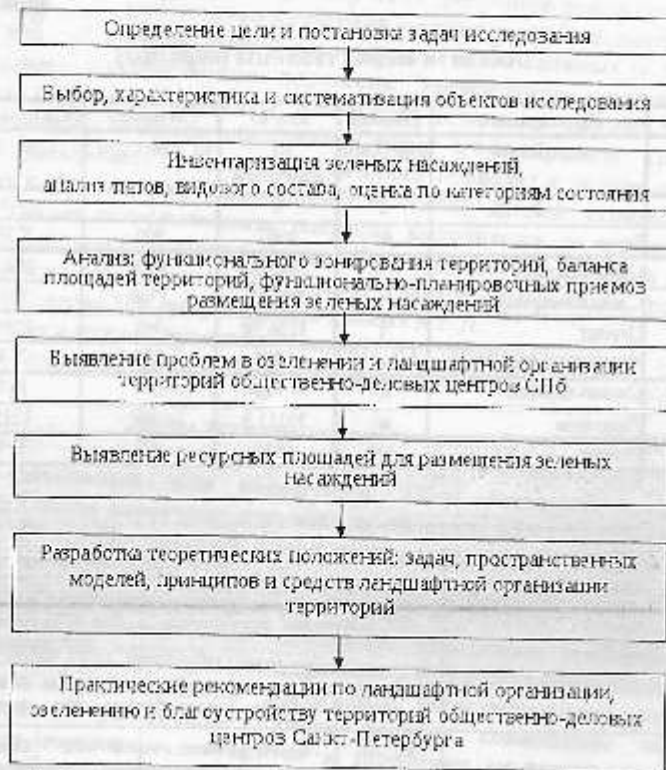 Определение цели и постановка задач исследования
Выбор, характеристика и систематизация объектов исследования
Инвентаризация зеленых насаждений,
анализ типов, видового состава, оценка по категориям состояния
Анализ: функционального зонирования территорий, баланса
площадей территорий, функционально-планировочных приемов
размещения зеленых насаждений
Выявление проблем в озеленении и ландшафтной организации
территорий общественно-деловых центров СПб
Выявление ресурсных площадей для размещения зеленых
насаждений
Разработка теоретических положений: задач, пространственных
моделей, принципов и средств ландшафтной организации
территорий
Практические рекомендации по ландшафтной организации,
озеленению и благоустройству территорий общественно-деловых
центров Санкт-Петербурга